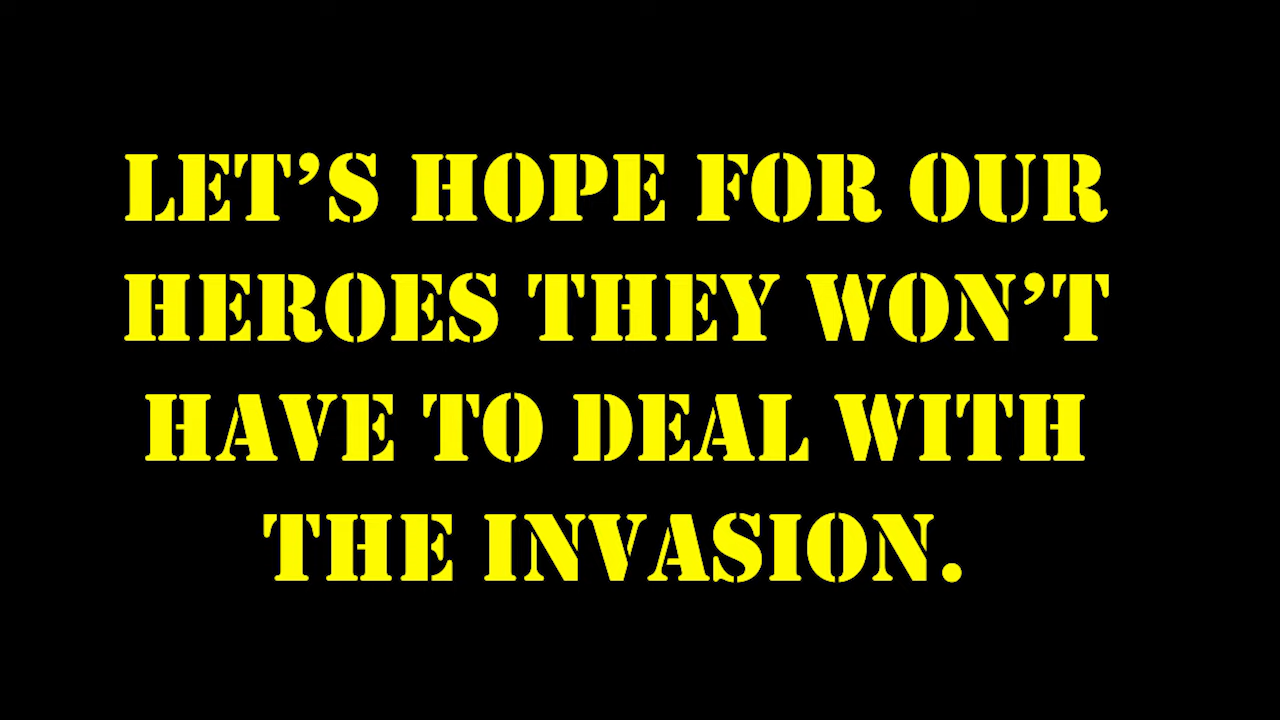 LET’S HOPE FOR OUR
HEROES THEY WON’T
HAVE TO DEAL WITH
THE INVASION.